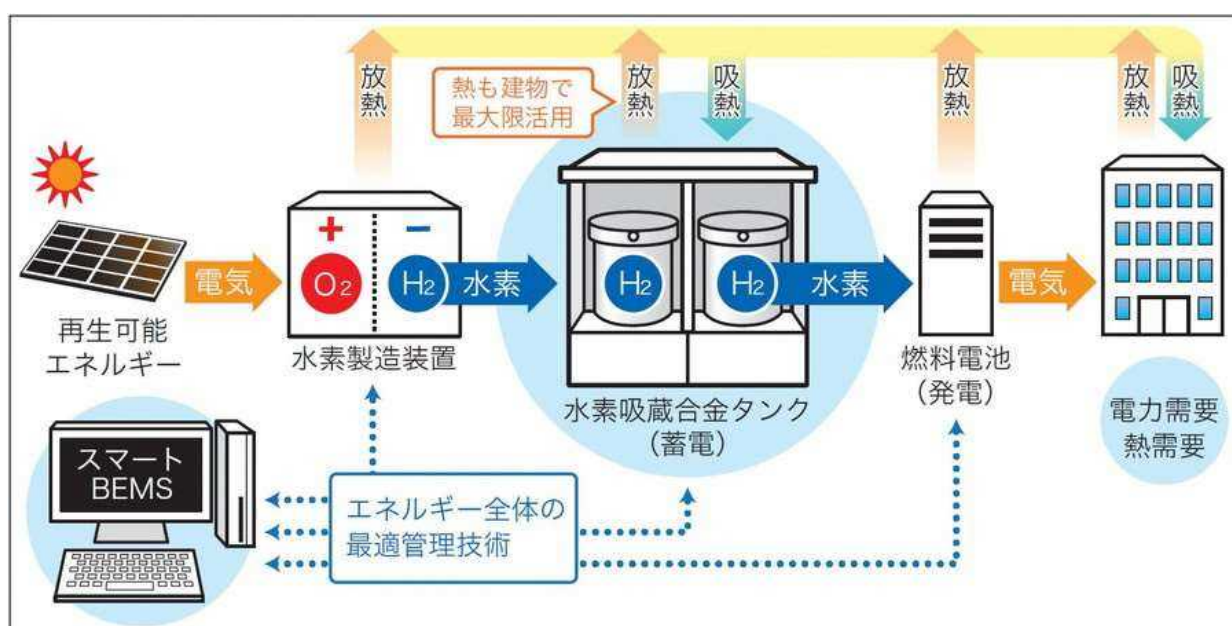 放熱
熱も建物で
最大限活用
放熱
吸熱
放熱
放熱
吸熱
+
−
O2
H2
H2
H2
電気
水素
水素
電気
再生可能
エネルギー
水素製造装置
水素吸蔵合金タンク
(蓄電)
燃料電池
(発電)
電力需要
熱需要
スマート
BEMS
エネルギー全体の
最適管理技術